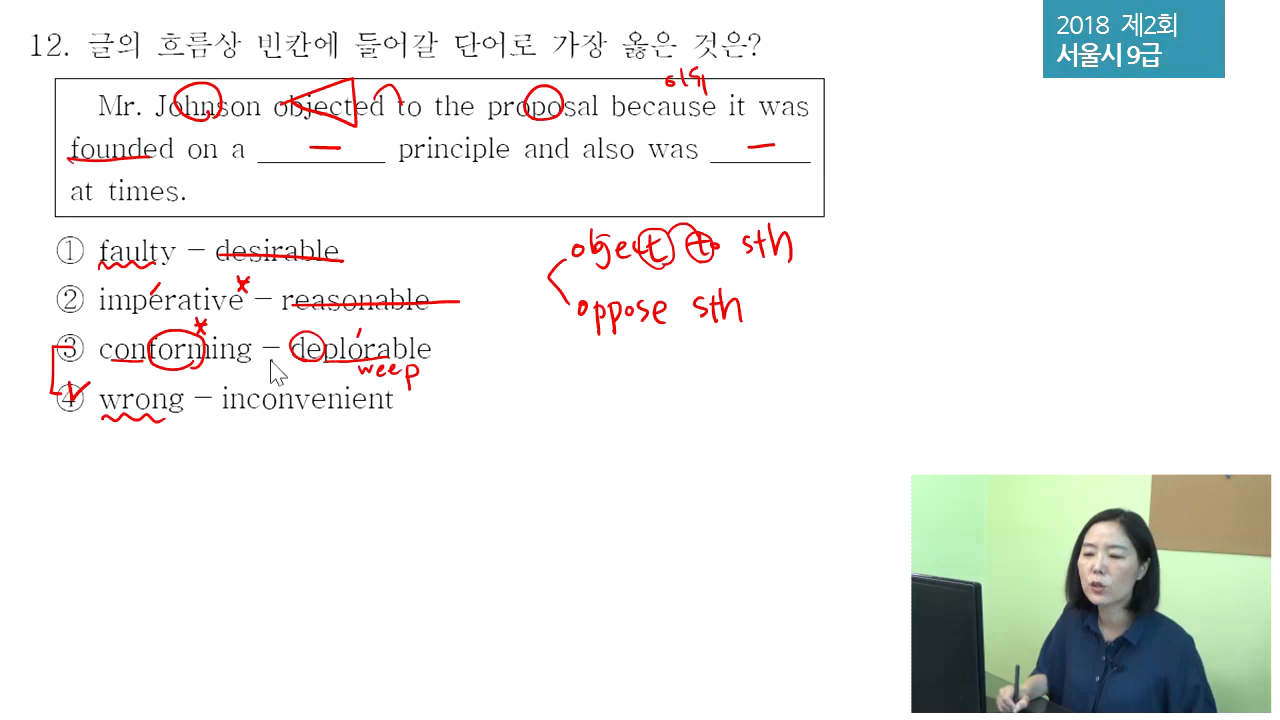 2018 제2회
서울시 9급
12. 글의 흐름상 빈칸에 들어갈 단어로 가장 옳은 것은?
Mr. Johnson objected to the proposal because it was
founded on a ________ principle and also was ________
at times.
① faulty - desirable
② imperative - reasonable
③ conforming - deplorable
④ wrong - inconvenient
object to sth
oppose sth
weep